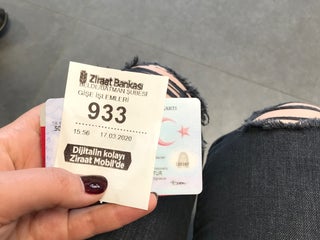 Ziraat Bankası
GİŞE İŞLEMLERİ
933
15:56 17.03.2020
Dijitalin kolayı
Ziraat Mobil'de